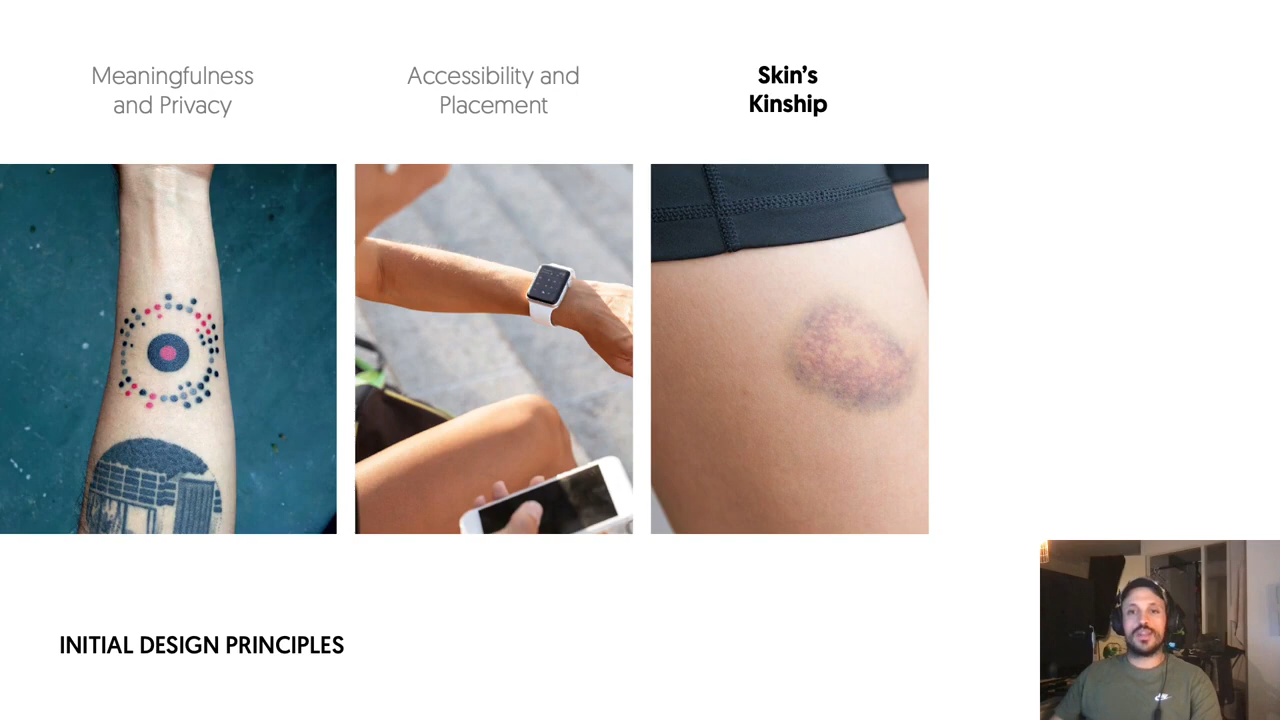 Meaningfulness
and Privacy
Accessibility and
Placement
Skin’s
Kinship
INITIAL DESIGN PRINCIPLES